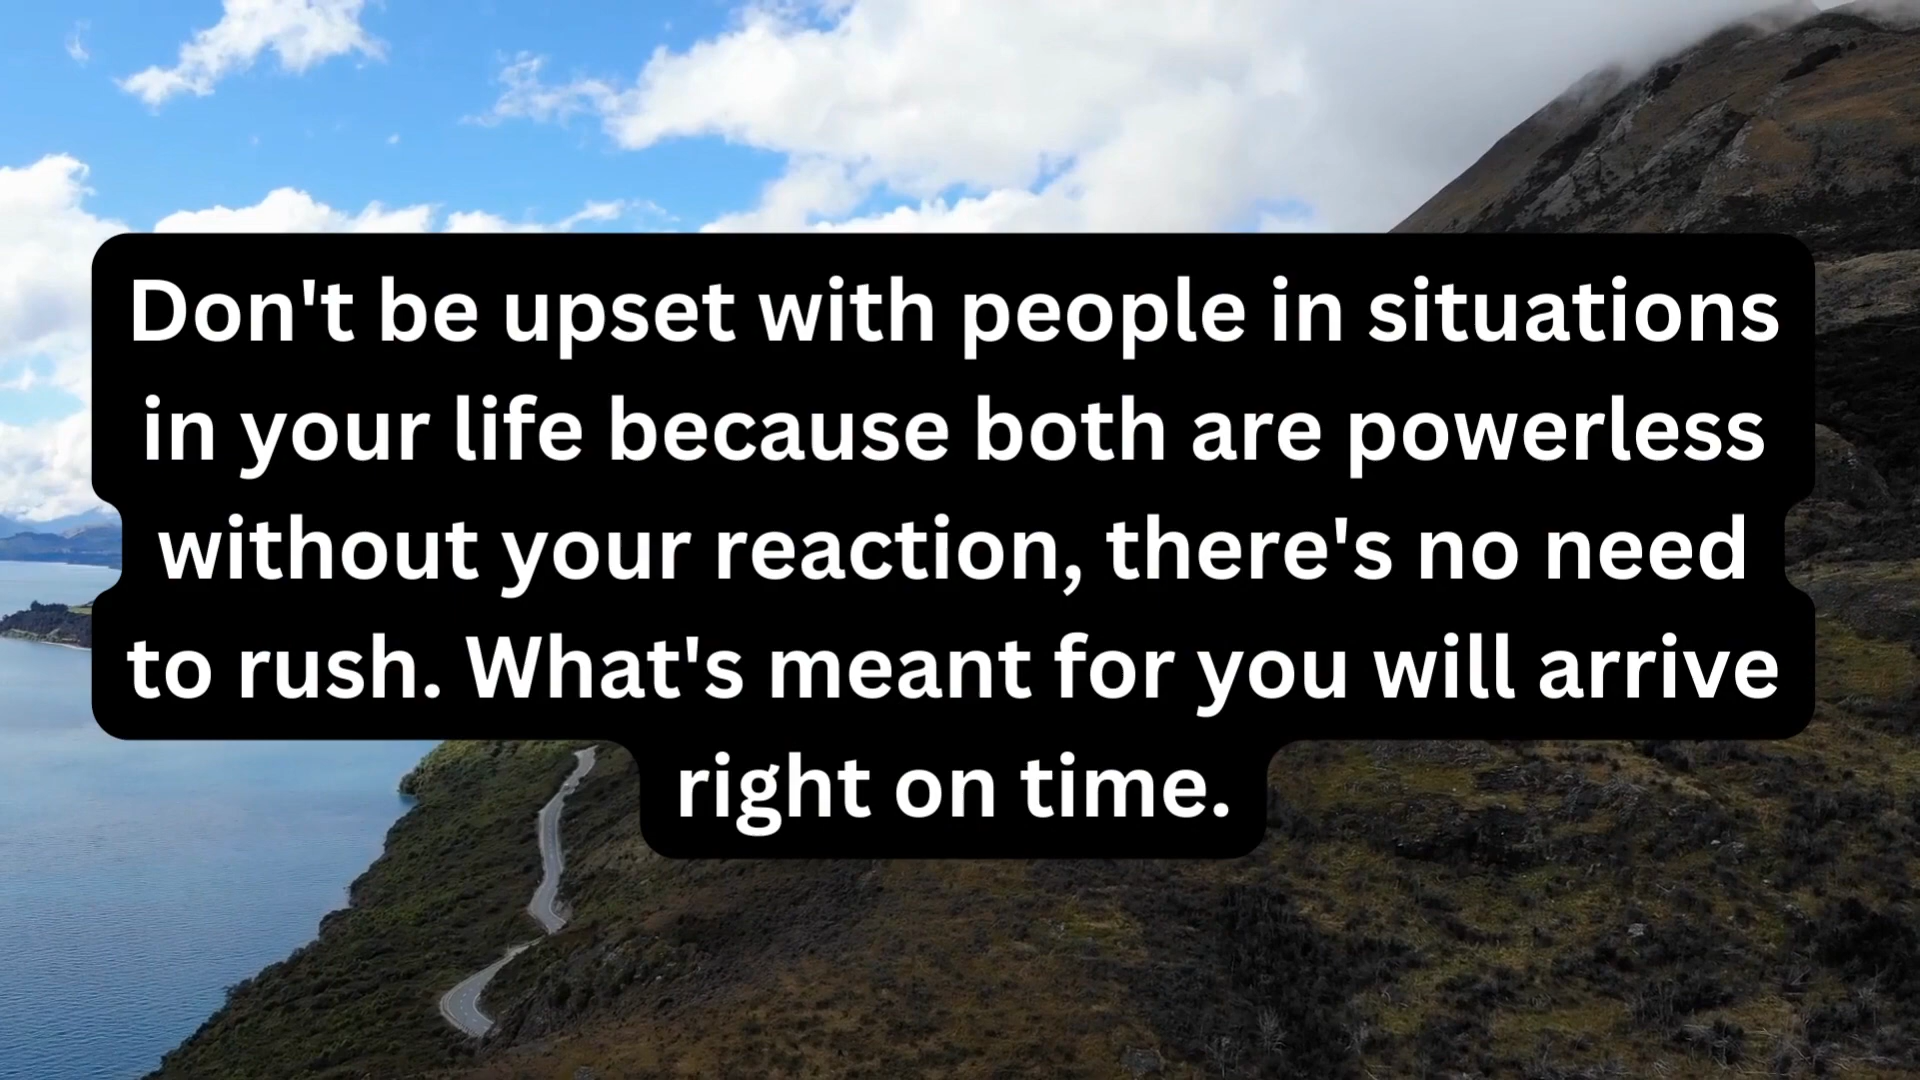 Don't be upset with people in situations
in your life because both are powerless
without your reaction, there's no need
to rush. What's meant for you will arrive
right on time.